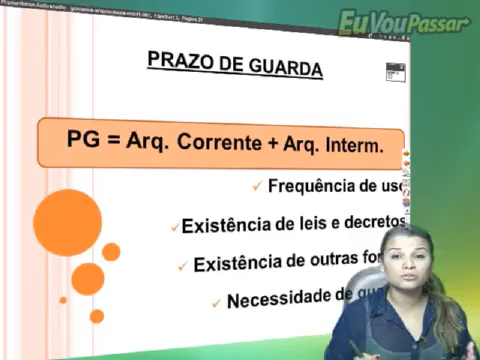 EuVouPassar
PRAZO DE GUARDA
PG = Arq. Corrente + Arq. Interm.
✓ Frequência de uso
✓Existência de leis e decretos
✓ Existência de outras
✓ Necessidade de